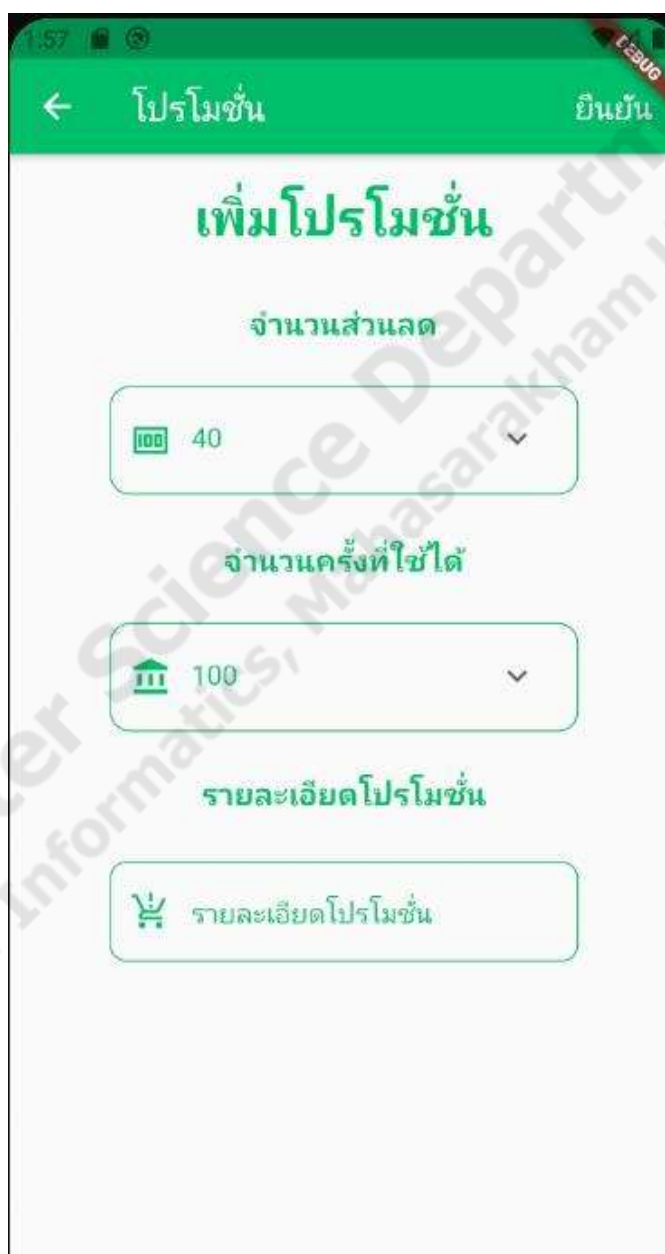 1:57
DEBUG
โปรโมชั่น
ยืนยัน
เพิ่มโปรโมชั่น
จำนวนส่วนลด
100 40
จำนวนครั้งที่ใช้ได้
100
รายละเอียดโปรโมชั่น
รายละเอียดโปรโมชั่น
Science
Informatics, Mahasarakham